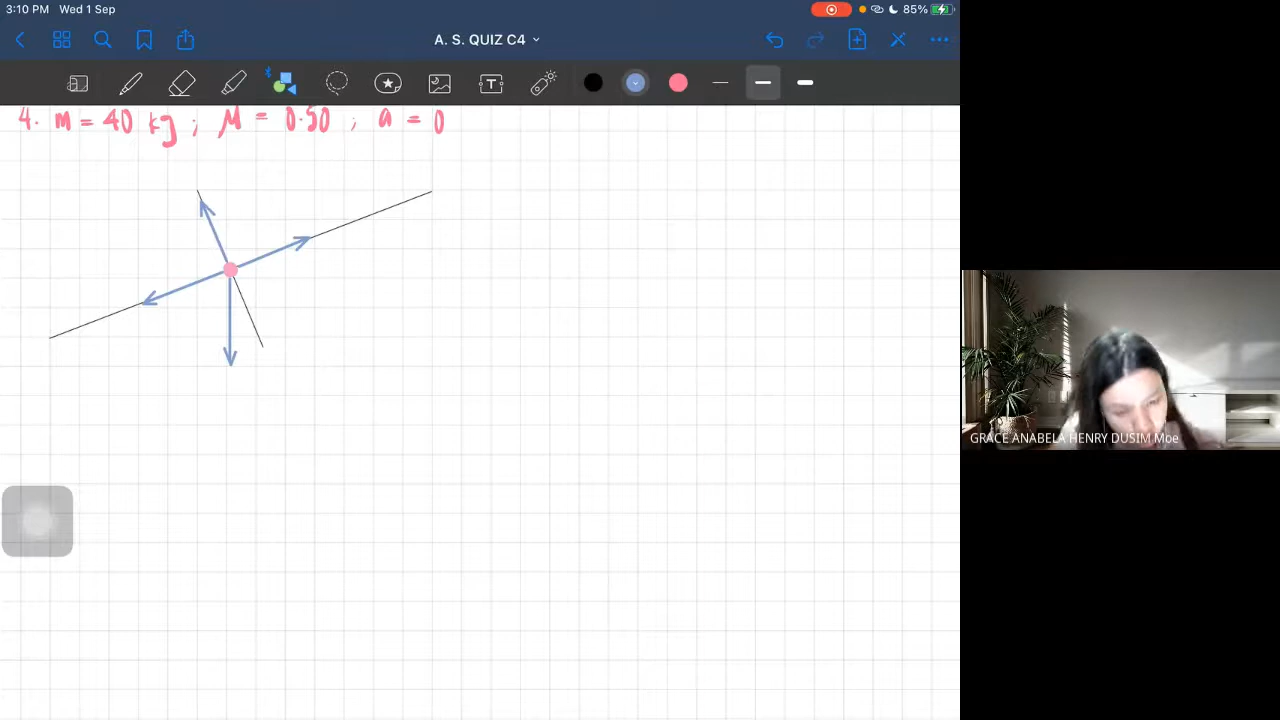 3:10 PM Wed 1 Sep
85%
A. S. QUIZ C4
T
4. m = 40 kg ; μ = 0.50 ; a = 0
GRACE ANABELA HENRY DUSIM Moe